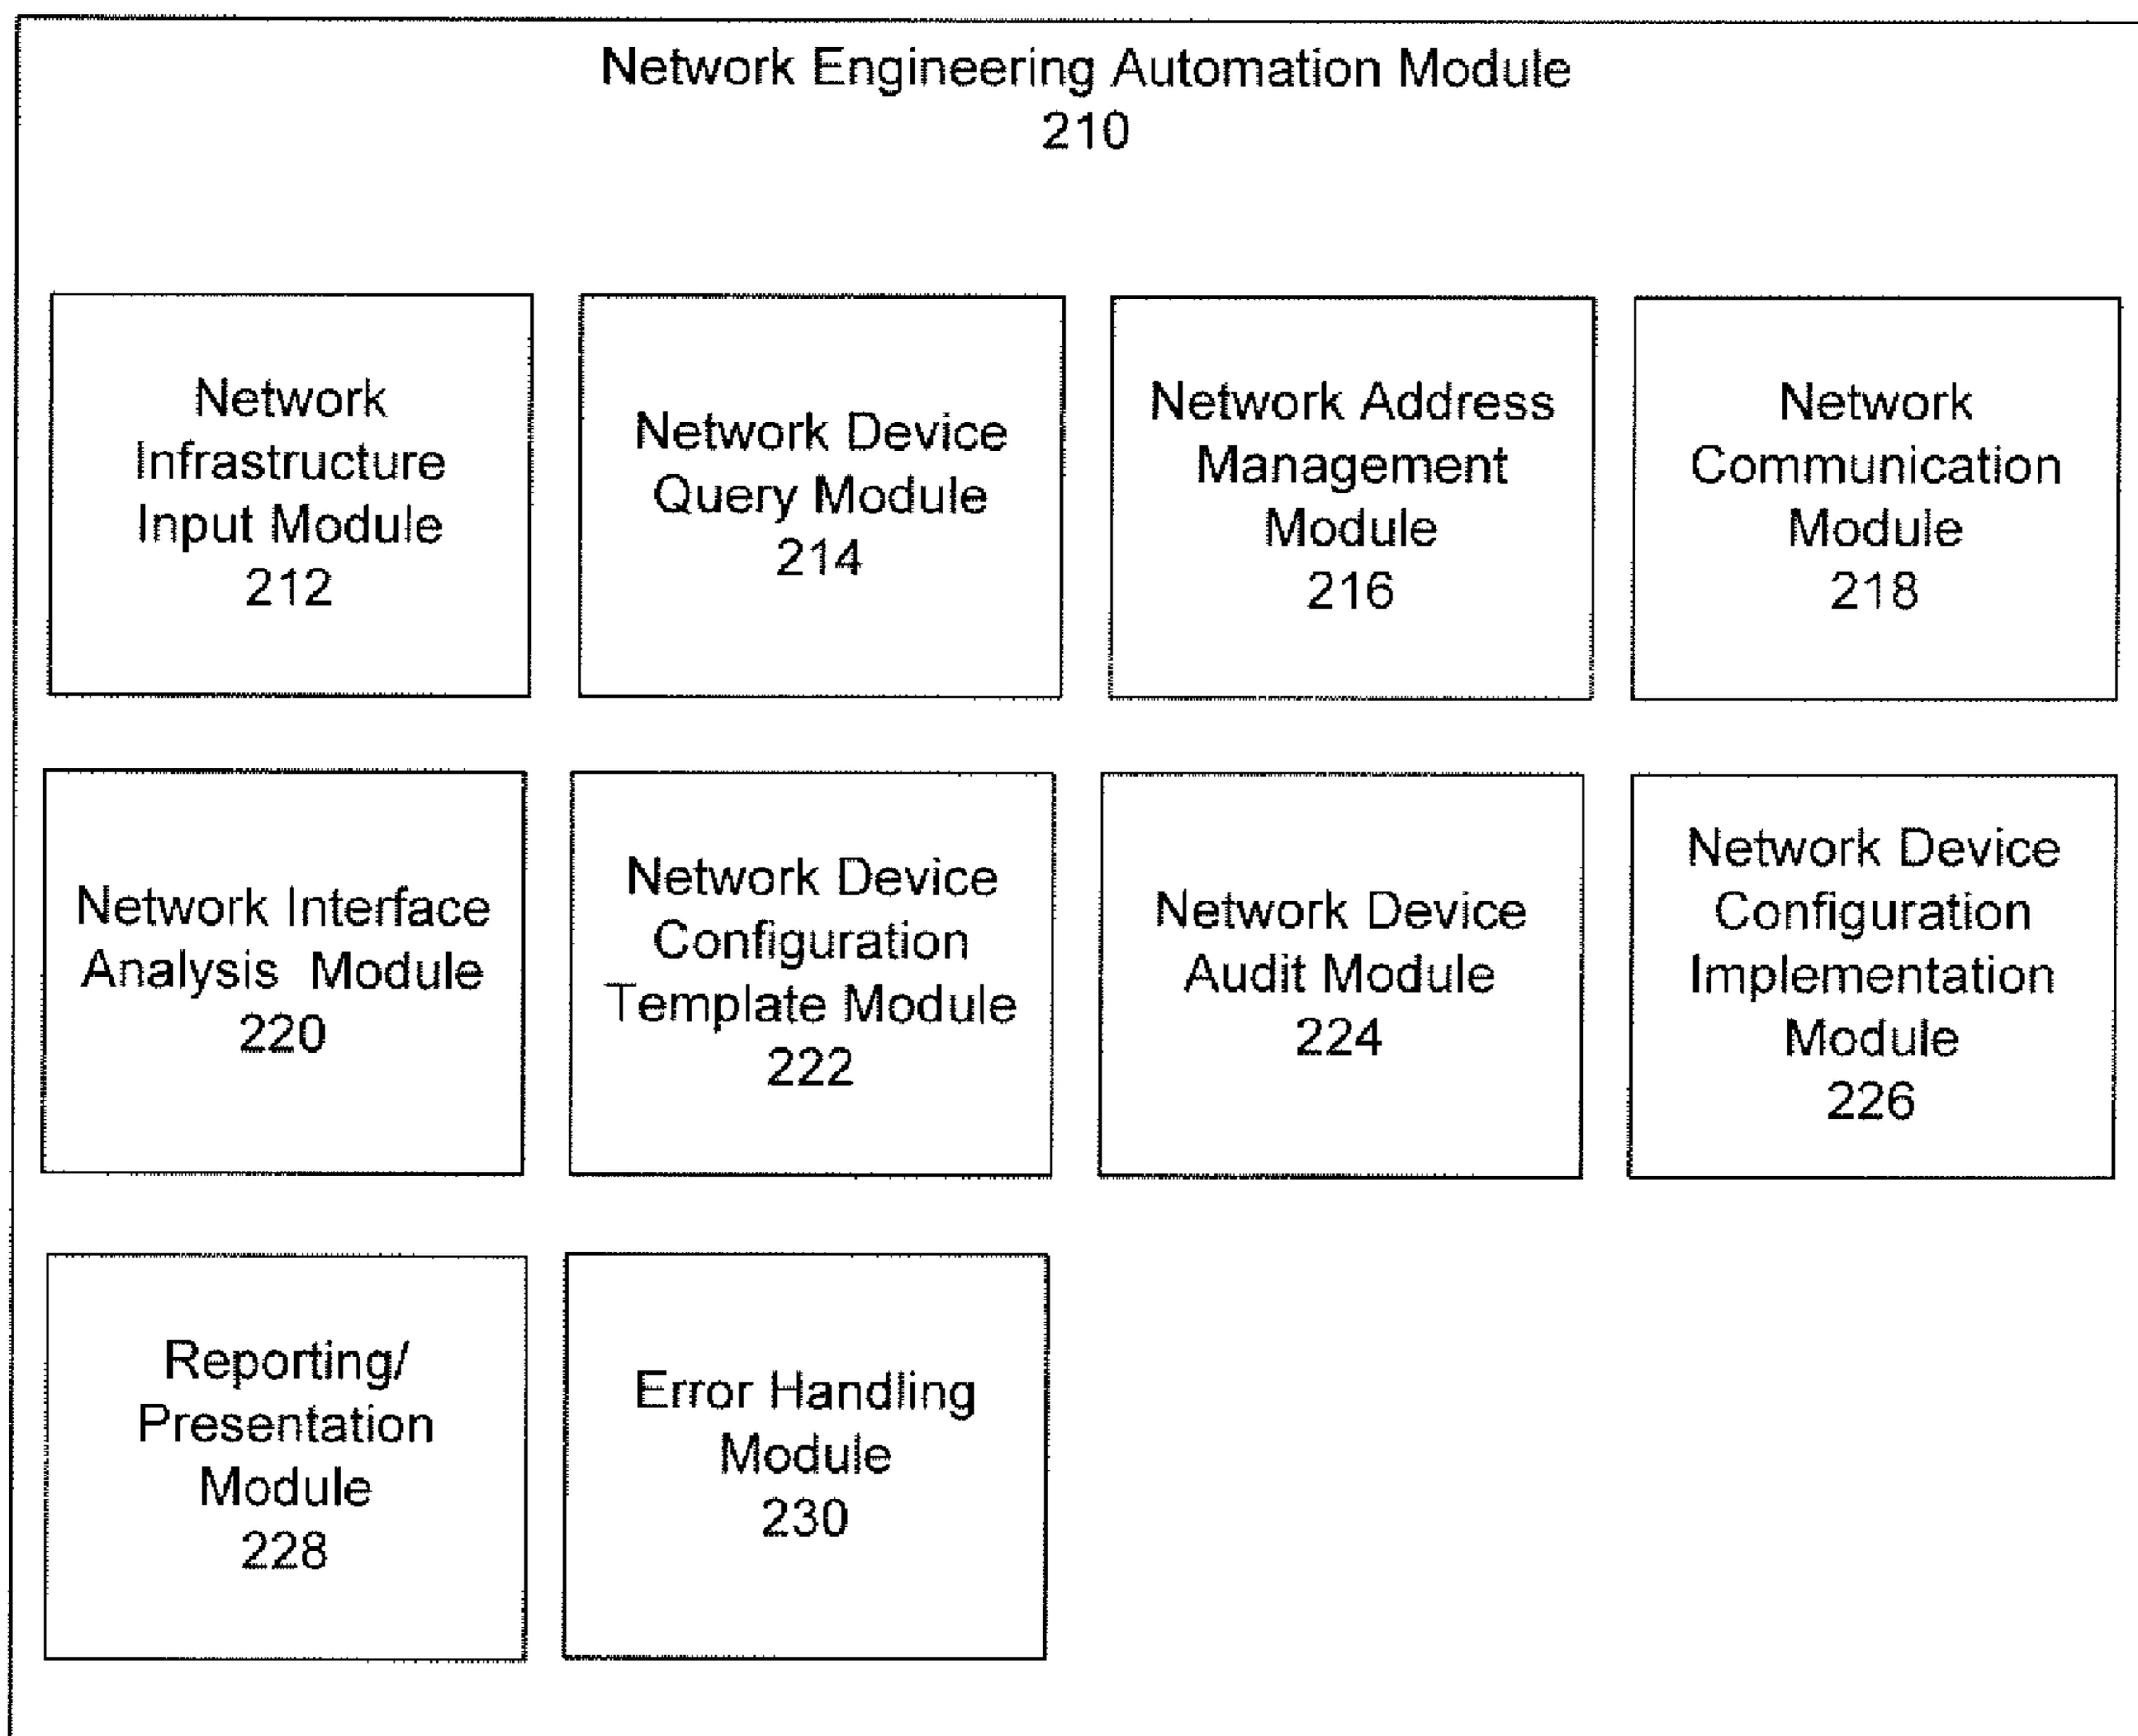 Network Engineering Automation Module
210
Network
Infrastructure
Input Module
212
Network Device
Query Module
214
Network Address
Management
Module
216
Network
Communication
Module
218
Network Interface
Analysis Module
220
Network Device
Configuration
Template Module
222
Network Device
Audit Module
224
Network Device
Configuration
Implementation
Module
226
Reporting/
Presentation
Module
228
Error Handling
Module
230